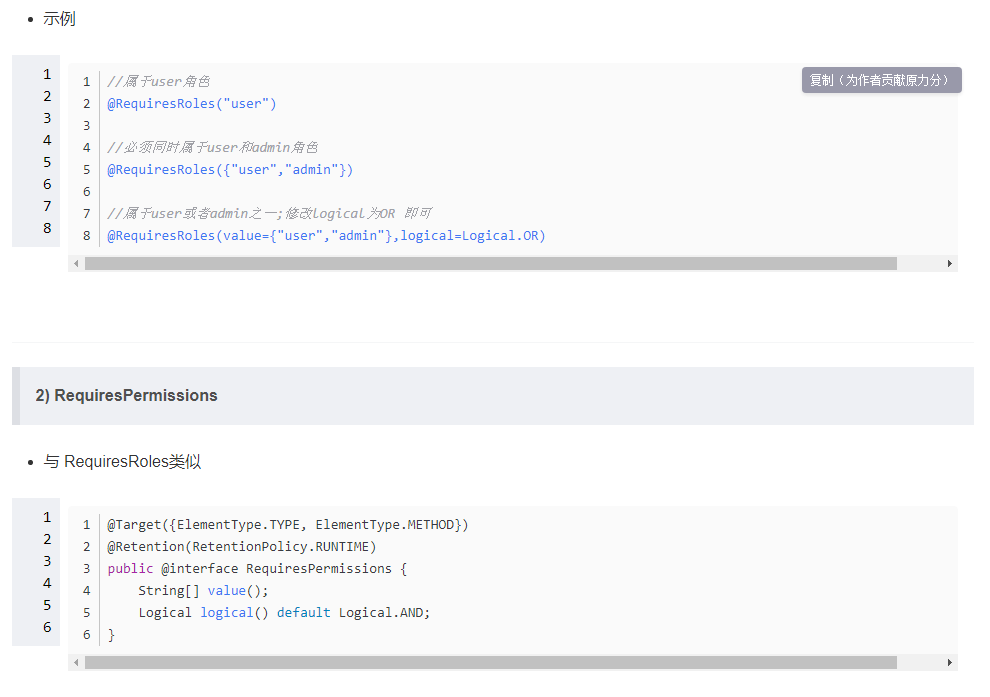 示例
1
2
3
4
5
6
7
8
复制（为作者贡献原力分）
1 //属于user角色
2 @RequiresRoles("user")
3
4 //必须同时属于user和admin角色
5 @RequiresRoles({"user","admin"})
6
7 //属于user或者admin之一;修改logical为OR 即可
8 @RequiresRoles(value={"user","admin"},logical=Logical.OR)
2) RequiresPermissions
与 RequiresRoles类似
1
2
3
4
5
6
1 @Target({ElementType.TYPE, ElementType.METHOD})
2 @Retention(RetentionPolicy.RUNTIME)
3 public @interface RequiresPermissions {
4     String[] value();
5     Logical logical() default Logical.AND;
6 }